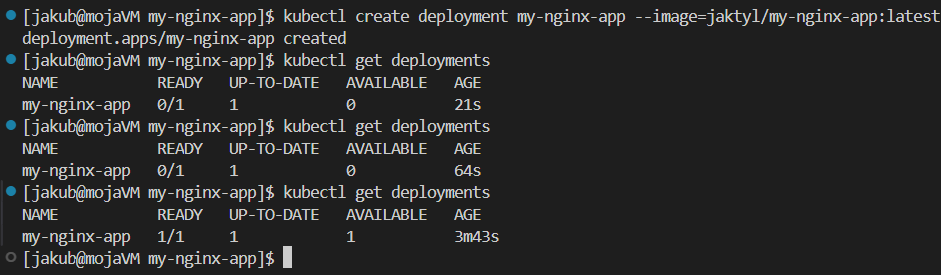 [jakub@mojaVM my-nginx-app]$ kubectl create deployment my-nginx-app --image=jaktyl/my-nginx-app:latest
deployment.apps/my-nginx-app created
[jakub@mojaVM my-nginx-app]$ kubectl get deployments
NAME           READY   UP-TO-DATE   AVAILABLE   AGE
my-nginx-app   0/1     1            0           21s
[jakub@mojaVM my-nginx-app]$ kubectl get deployments
NAME           READY   UP-TO-DATE   AVAILABLE   AGE
my-nginx-app   0/1     1            0           64s
[jakub@mojaVM my-nginx-app]$ kubectl get deployments
NAME           READY   UP-TO-DATE   AVAILABLE   AGE
my-nginx-app   1/1     1            1           3m43s
[jakub@mojaVM my-nginx-app]$